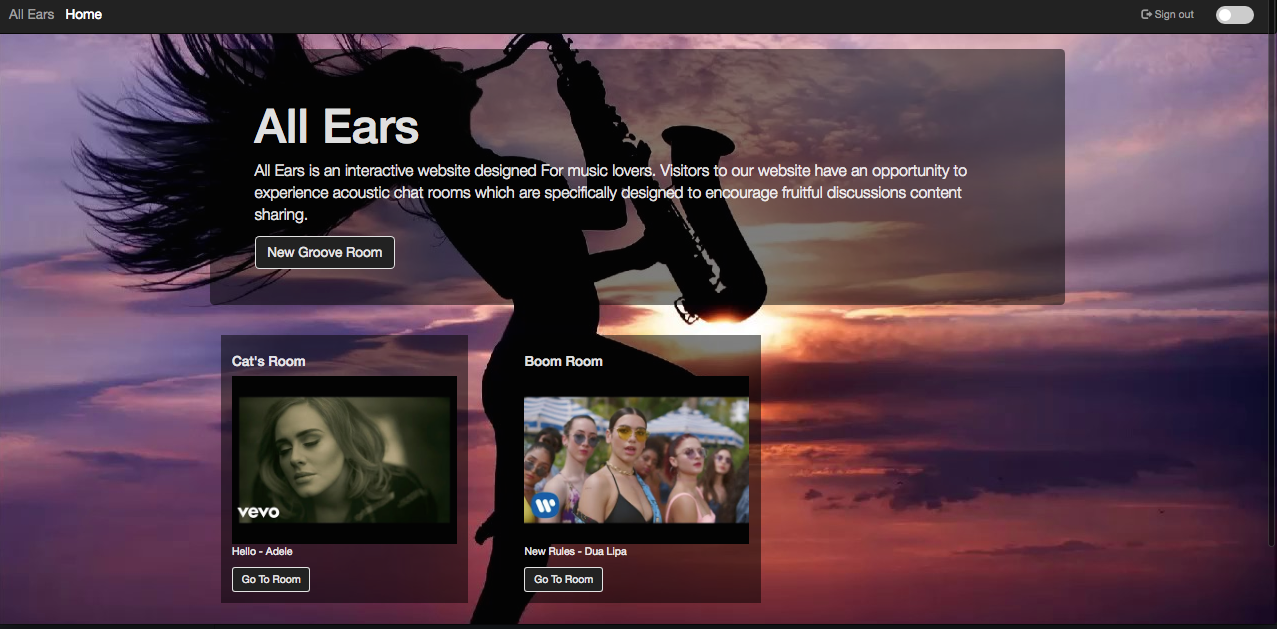 All Ears Home Sign out
All Ears
All Ears is an interactive website designed For music lovers. Visitors to our website have an opportunity to
experience acoustic chat rooms which are specifically designed to encourage fruitful discussions content
sharing.
New Groove Room
Cat's Room
vevo
Hello - Adele
Go To Room
Boom Room
New Rules - Dua Lipa
Go To Room